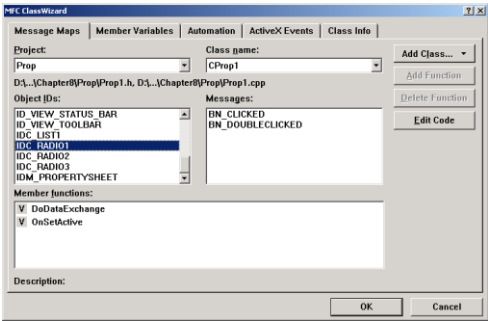 MFC ClassWizard
Message Maps Member Variables Automation ActiveX Events Class Info
Project: Class name:
Prop CProp1
Add Class...
D:\...\Chapter8\Prop\Prop1.h, D:\...\Chapter8\Prop\Prop1.cpp
Add Function
Object IDs: Messages:
Delete Function
ID_VIEW_STATUS_BAR BN_CLICKED
ID_VIEW_TOOLBAR BN_DOUBLECLICKED
Edit Code
IDC_LIST1
IDC_RADIO1
IDC_RADIO2
IDC_RADIO3
IDM_PROPERTYSHEET
Member functions:
V DoDataExchange
V OnSetActive
Description:
OK Cancel